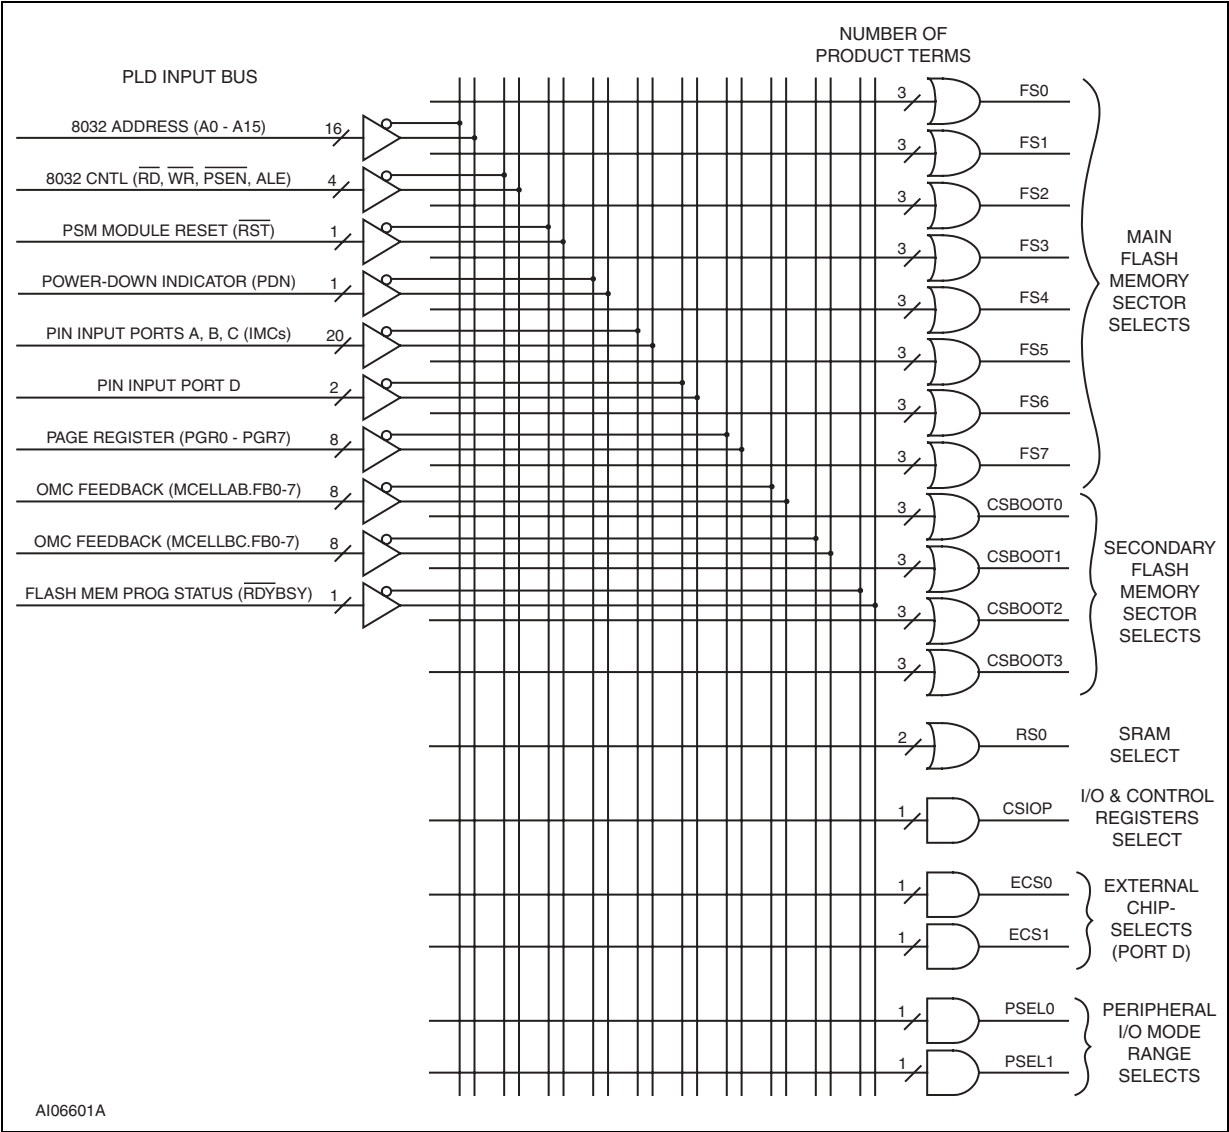 NUMBER OF
PRODUCT TERMS
PLD INPUT BUS
8032 ADDRESS (A0 - A15) 16
8032 CNTL (R̅D̅, W̅R̅, P̅S̅E̅N̅, ALE) 4
PSM MODULE RESET (R̅S̅T̅) 1
POWER-DOWN INDICATOR (PDN) 1
PIN INPUT PORTS A, B, C (IMCs) 20
PIN INPUT PORT D 2
PAGE REGISTER (PGR0 - PGR7) 8
OMC FEEDBACK (MCELLAB.FB0-7) 8
OMC FEEDBACK (MCELLBC.FB0-7) 8
FLASH MEM PROG STATUS (R̅D̅Y̅BSY) 1
3 FS0
3 FS1
3 FS2
3 FS3
3 FS4
3 FS5
3 FS6
3 FS7
MAIN
FLASH
MEMORY
SECTOR
SELECTS
3 CSBOOT0
3 CSBOOT1
3 CSBOOT2
3 CSBOOT3
SECONDARY
FLASH
MEMORY
SECTOR
SELECTS
2 RS0
SRAM
SELECT
1 CSIOP
I/O & CONTROL
REGISTERS
SELECT
1 ECS0
1 ECS1
EXTERNAL
CHIP-
SELECTS
(PORT D)
1 PSEL0
1 PSEL1
PERIPHERAL
I/O MODE
RANGE
SELECTS
AI06601A